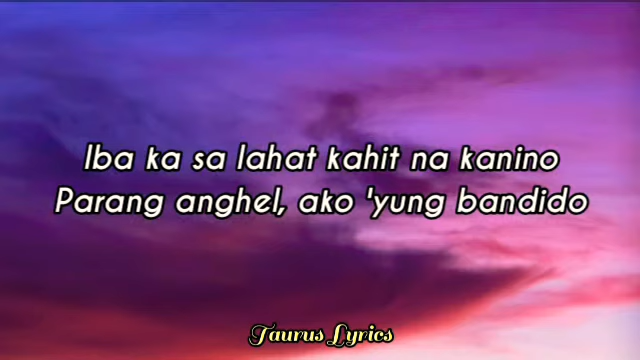 Iba ka sa lahat kahit na kanino
Parang anghel, ako 'yung bandido
Taurus Lyrics